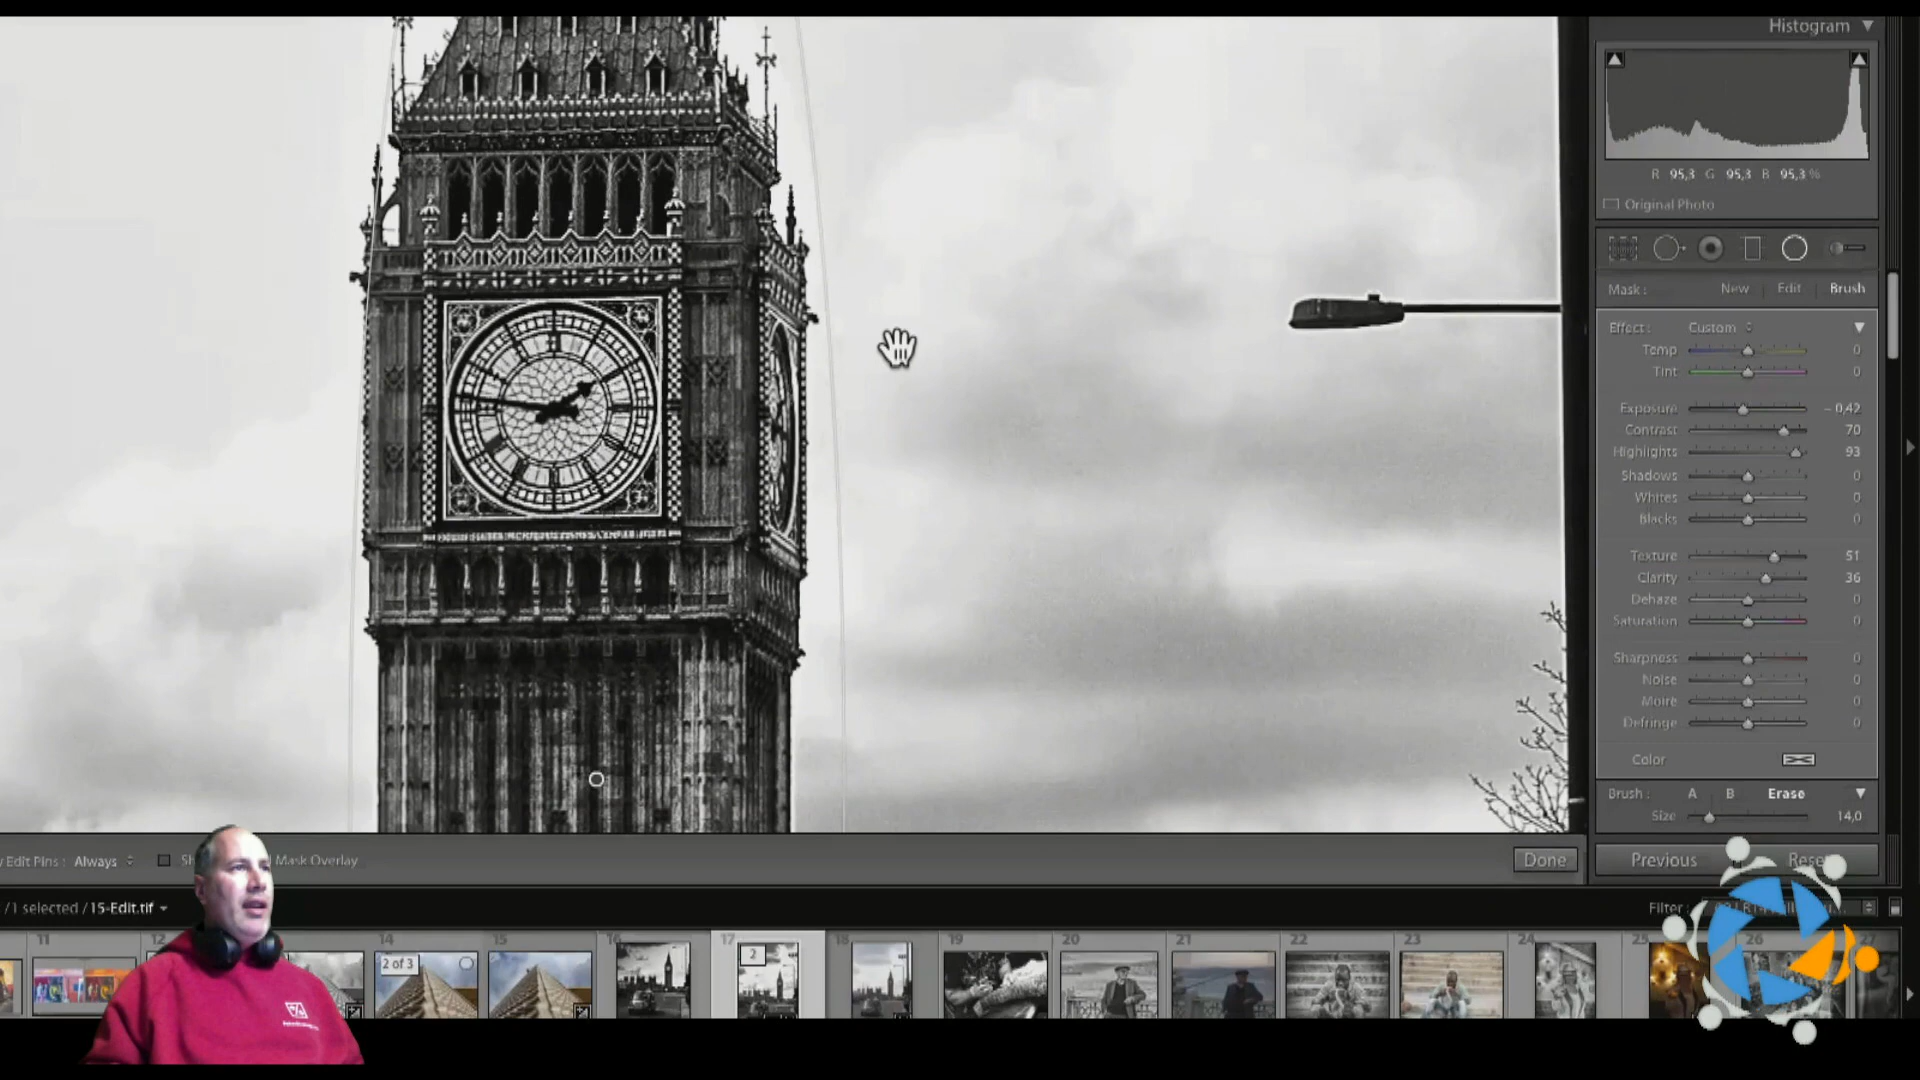 Histogram
R 95,3 G 95,3 B 95,3 %
Original Photo
Mask : New Edit Brush
Effect : Custom
Temp 0
Tint 0
Exposure – 0,42
Contrast 70
Highlights 93
Shadows 0
Whites 0
Blacks 0
Texture 51
Clarity 36
Dehaze 0
Saturation 0
Sharpness 0
Noise 0
Moire 0
Defringe 0
Color
Brush : A B Erase
Size 14,0
Edit Pins : Always Mask Overlay Done
Previous Reset
/1 selected / 15-Edit.tif Filter :
11 12 14 15 16 17 18 19 20 21 22 23 24 25 26 27
2 of 3 2